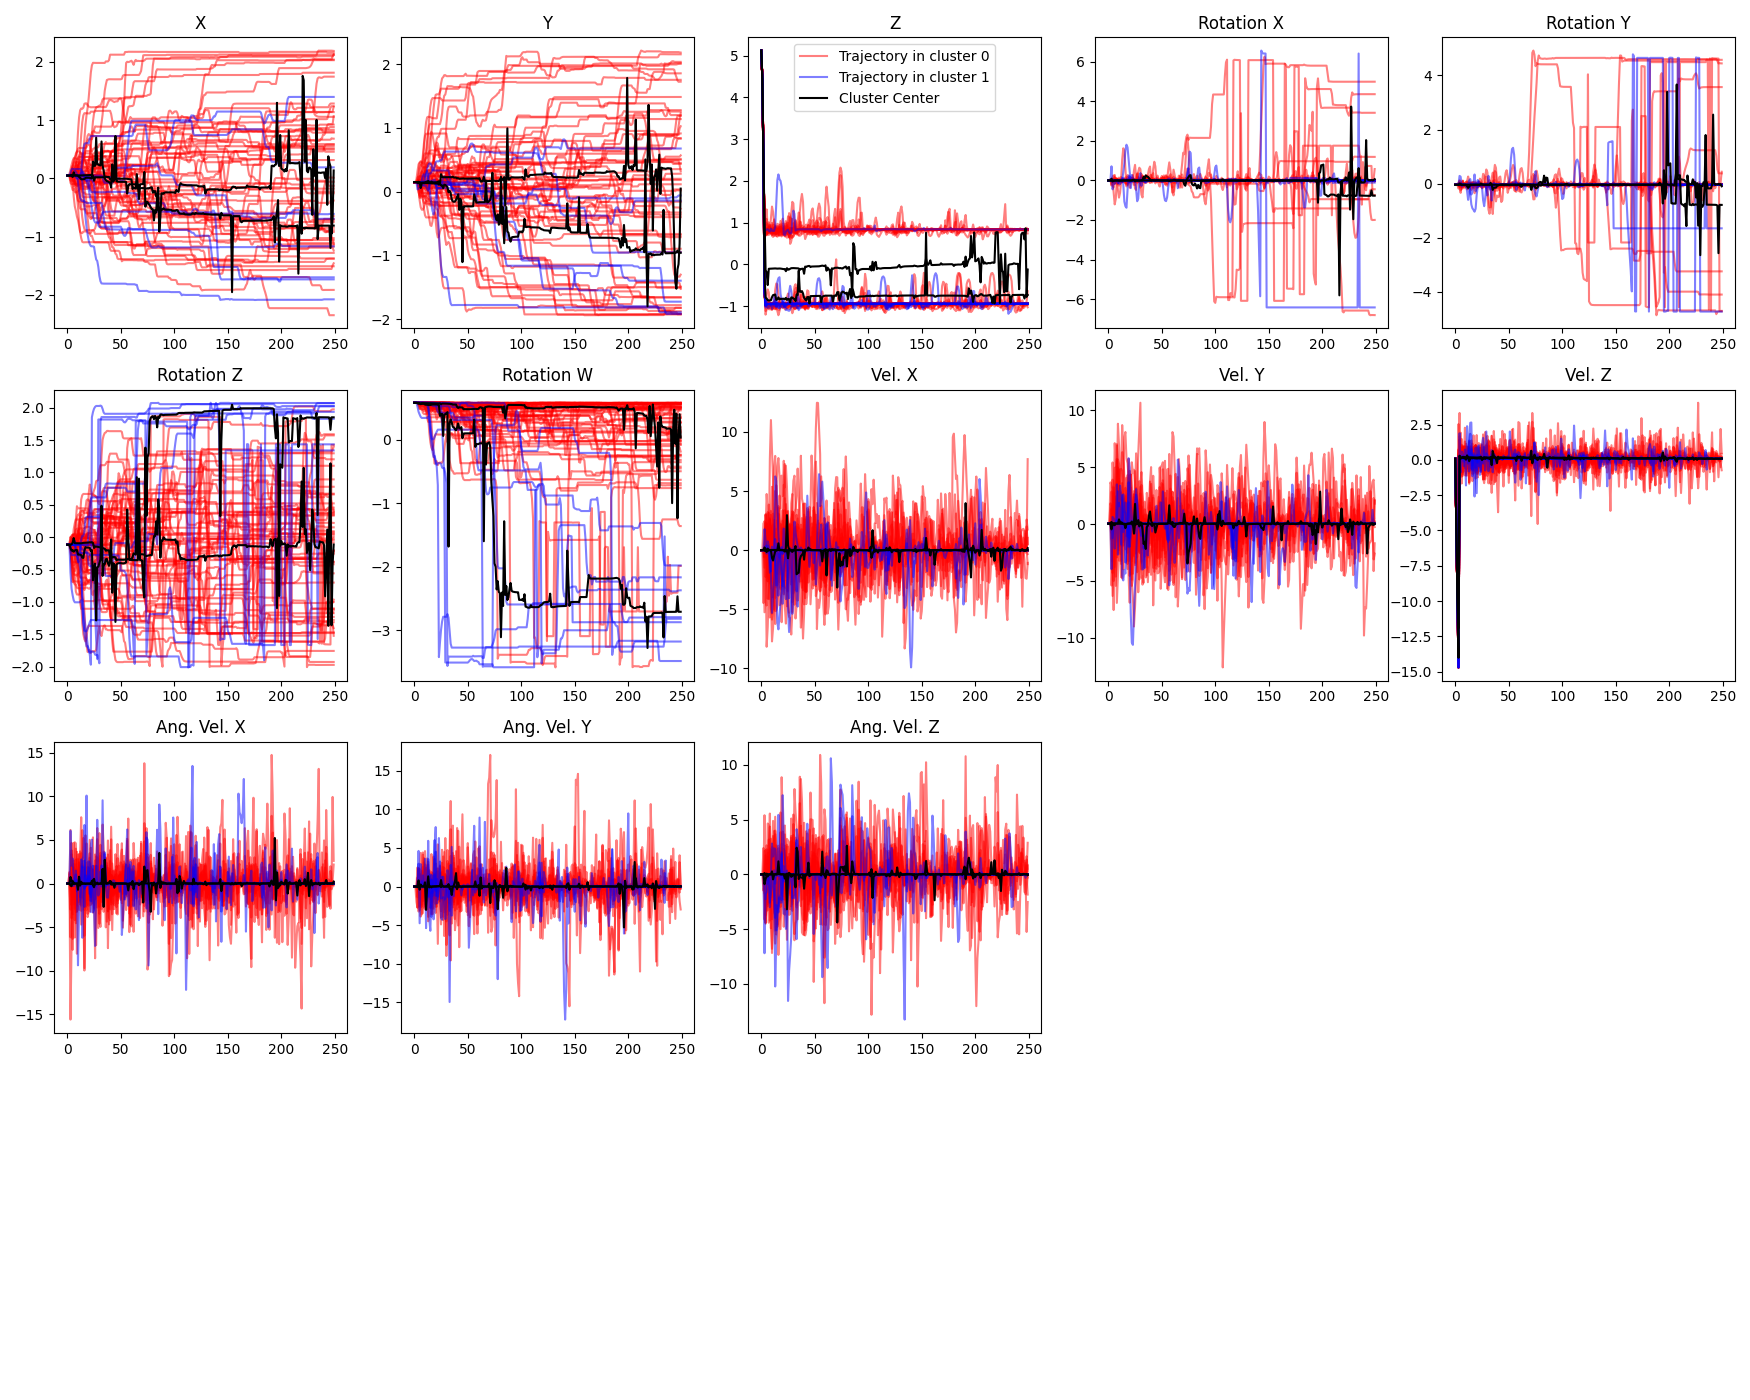 X Y Z Rotation X Rotation Y
2 1 0 −1 −2
0 50 100 150 200 250
2 1 0 −1 −2
0 50 100 150 200 250
5 4 3 2 1 0 −1
0 50 100 150 200 250
Trajectory in cluster 0
Trajectory in cluster 1
Cluster Center
6 4 2 0 −2 −4 −6
0 50 100 150 200 250
4 2 0 −2 −4
0 50 100 150 200 250
Rotation Z Rotation W Vel. X Vel. Y Vel. Z
2.0 1.5 1.0 0.5 0.0 −0.5 −1.0 −1.5 −2.0
0 50 100 150 200 250
0 −1 −2 −3
0 50 100 150 200 250
10 5 0 −5 −10
0 50 100 150 200 250
10 5 0 −5 −10
0 50 100 150 200 250
2.5 0.0 −2.5 −5.0 −7.5 −10.0 −12.5 −15.0
0 50 100 150 200 250
Ang. Vel. X Ang. Vel. Y Ang. Vel. Z
15 10 5 0 −5 −10 −15
0 50 100 150 200 250
15 10 5 0 −5 −10 −15
0 50 100 150 200 250
10 5 0 −5 −10
0 50 100 150 200 250